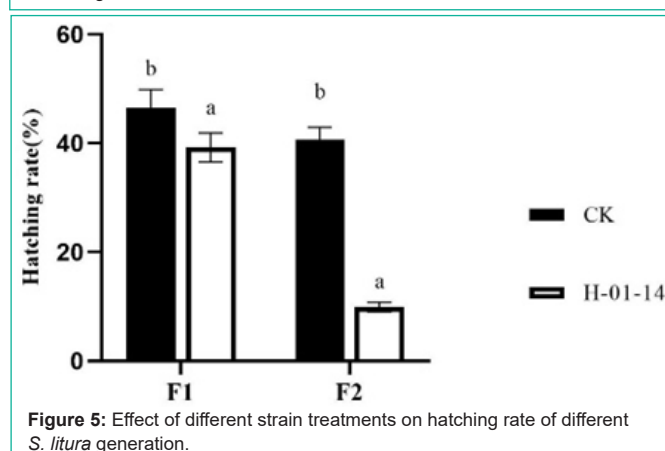 60
40
20
0
Hatching rate(%)
b
a
b
a
F1
F2
CK
H-01-14
Figure 5: Effect of different strain treatments on hatching rate of different
S. litura generation.